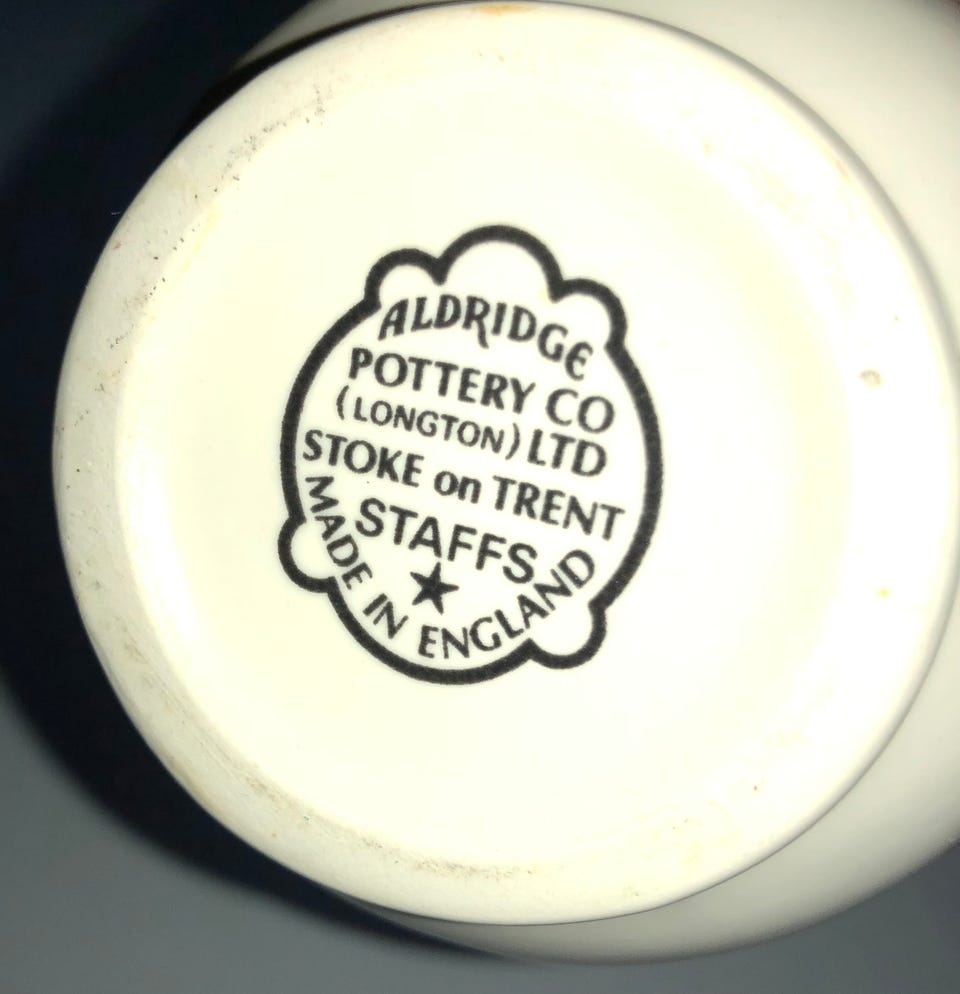 ALDRIDGE
POTTERY CO
(LONGTON) LTD
STOKE on TRENT
STAFFS
★
MADE IN ENGLAND